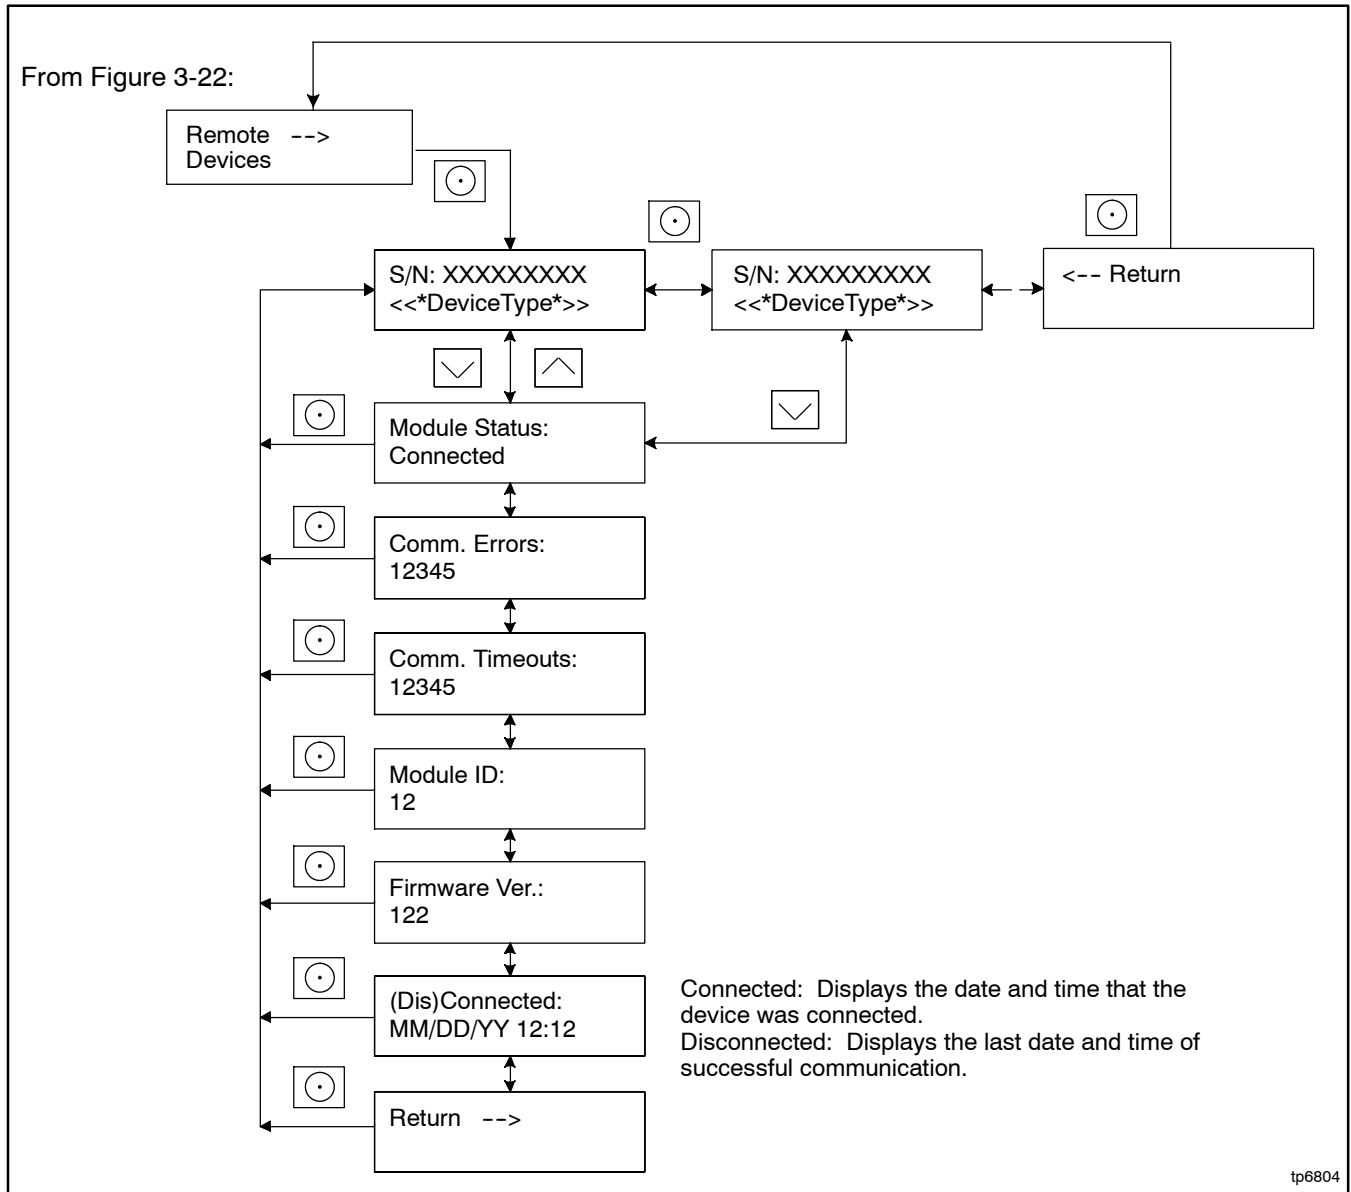 From Figure 3-22:
Remote -->
Devices
S/N: XXXXXXXXX
<<*DeviceType*>>
S/N: XXXXXXXXX
<<*DeviceType*>>
<-- Return
Module Status:
Connected
Comm. Errors:
12345
Comm. Timeouts:
12345
Module ID:
12
Firmware Ver.:
122
(Dis)Connected:
MM/DD/YY 12:12
Connected: Displays the date and time that the
device was connected.
Disconnected: Displays the last date and time of
successful communication.
Return -->
tp6804